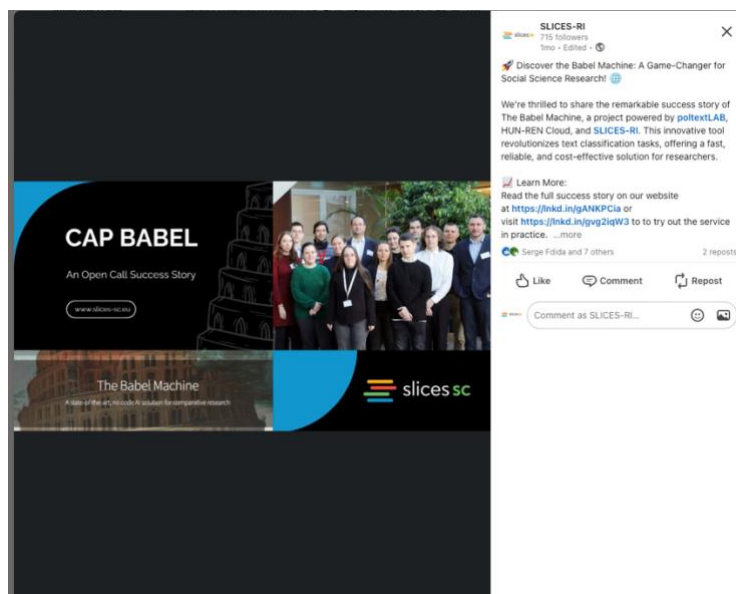 CAP BABEL
An Open Call Success Story
www.slices-sc.eu
The Babel Machine
A state of the art, no code AI solution for comparative research
slices sc
slices
SLICES-RI
715 followers
1mo • Edited •
🚀 Discover the Babel Machine: A Game-Changer for
Social Science Research! 🌐
We're thrilled to share the remarkable success story of
The Babel Machine, a project powered by poltextLAB,
HUN-REN Cloud, and SLICES-RI. This innovative tool
revolutionizes text classification tasks, offering a fast,
reliable, and cost-effective solution for researchers.
📈 Learn More:
Read the full success story on our website
at https://lnkd.in/gANKPCia or
visit https://lnkd.in/gvg2iqW3 to to try out the service
in practice. ...more
Serge Fdida and 7 others 2 reposts
Like Comment Repost
Comment as SLICES-RI...